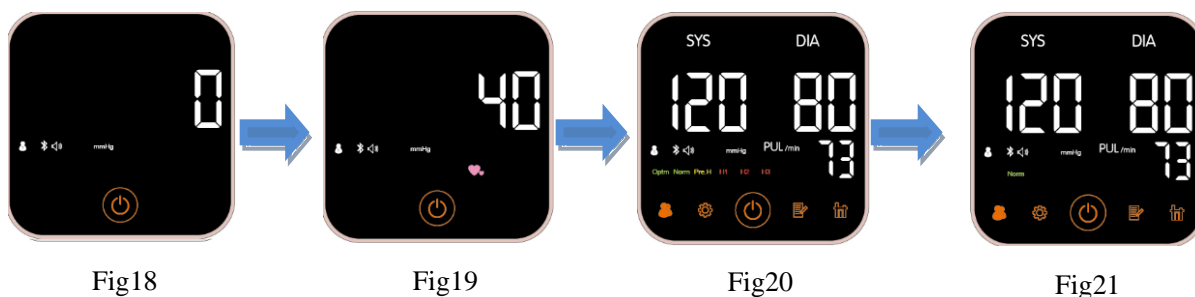 0
mmHg
Fig18
40
mmHg
Fig19
SYS DIA
120 80
mmHg PUL/min 73
Optm Norm Pre.H H1 H2 H3
Fig20
SYS DIA
120 80
mmHg PUL/min 73
Norm
Fig21